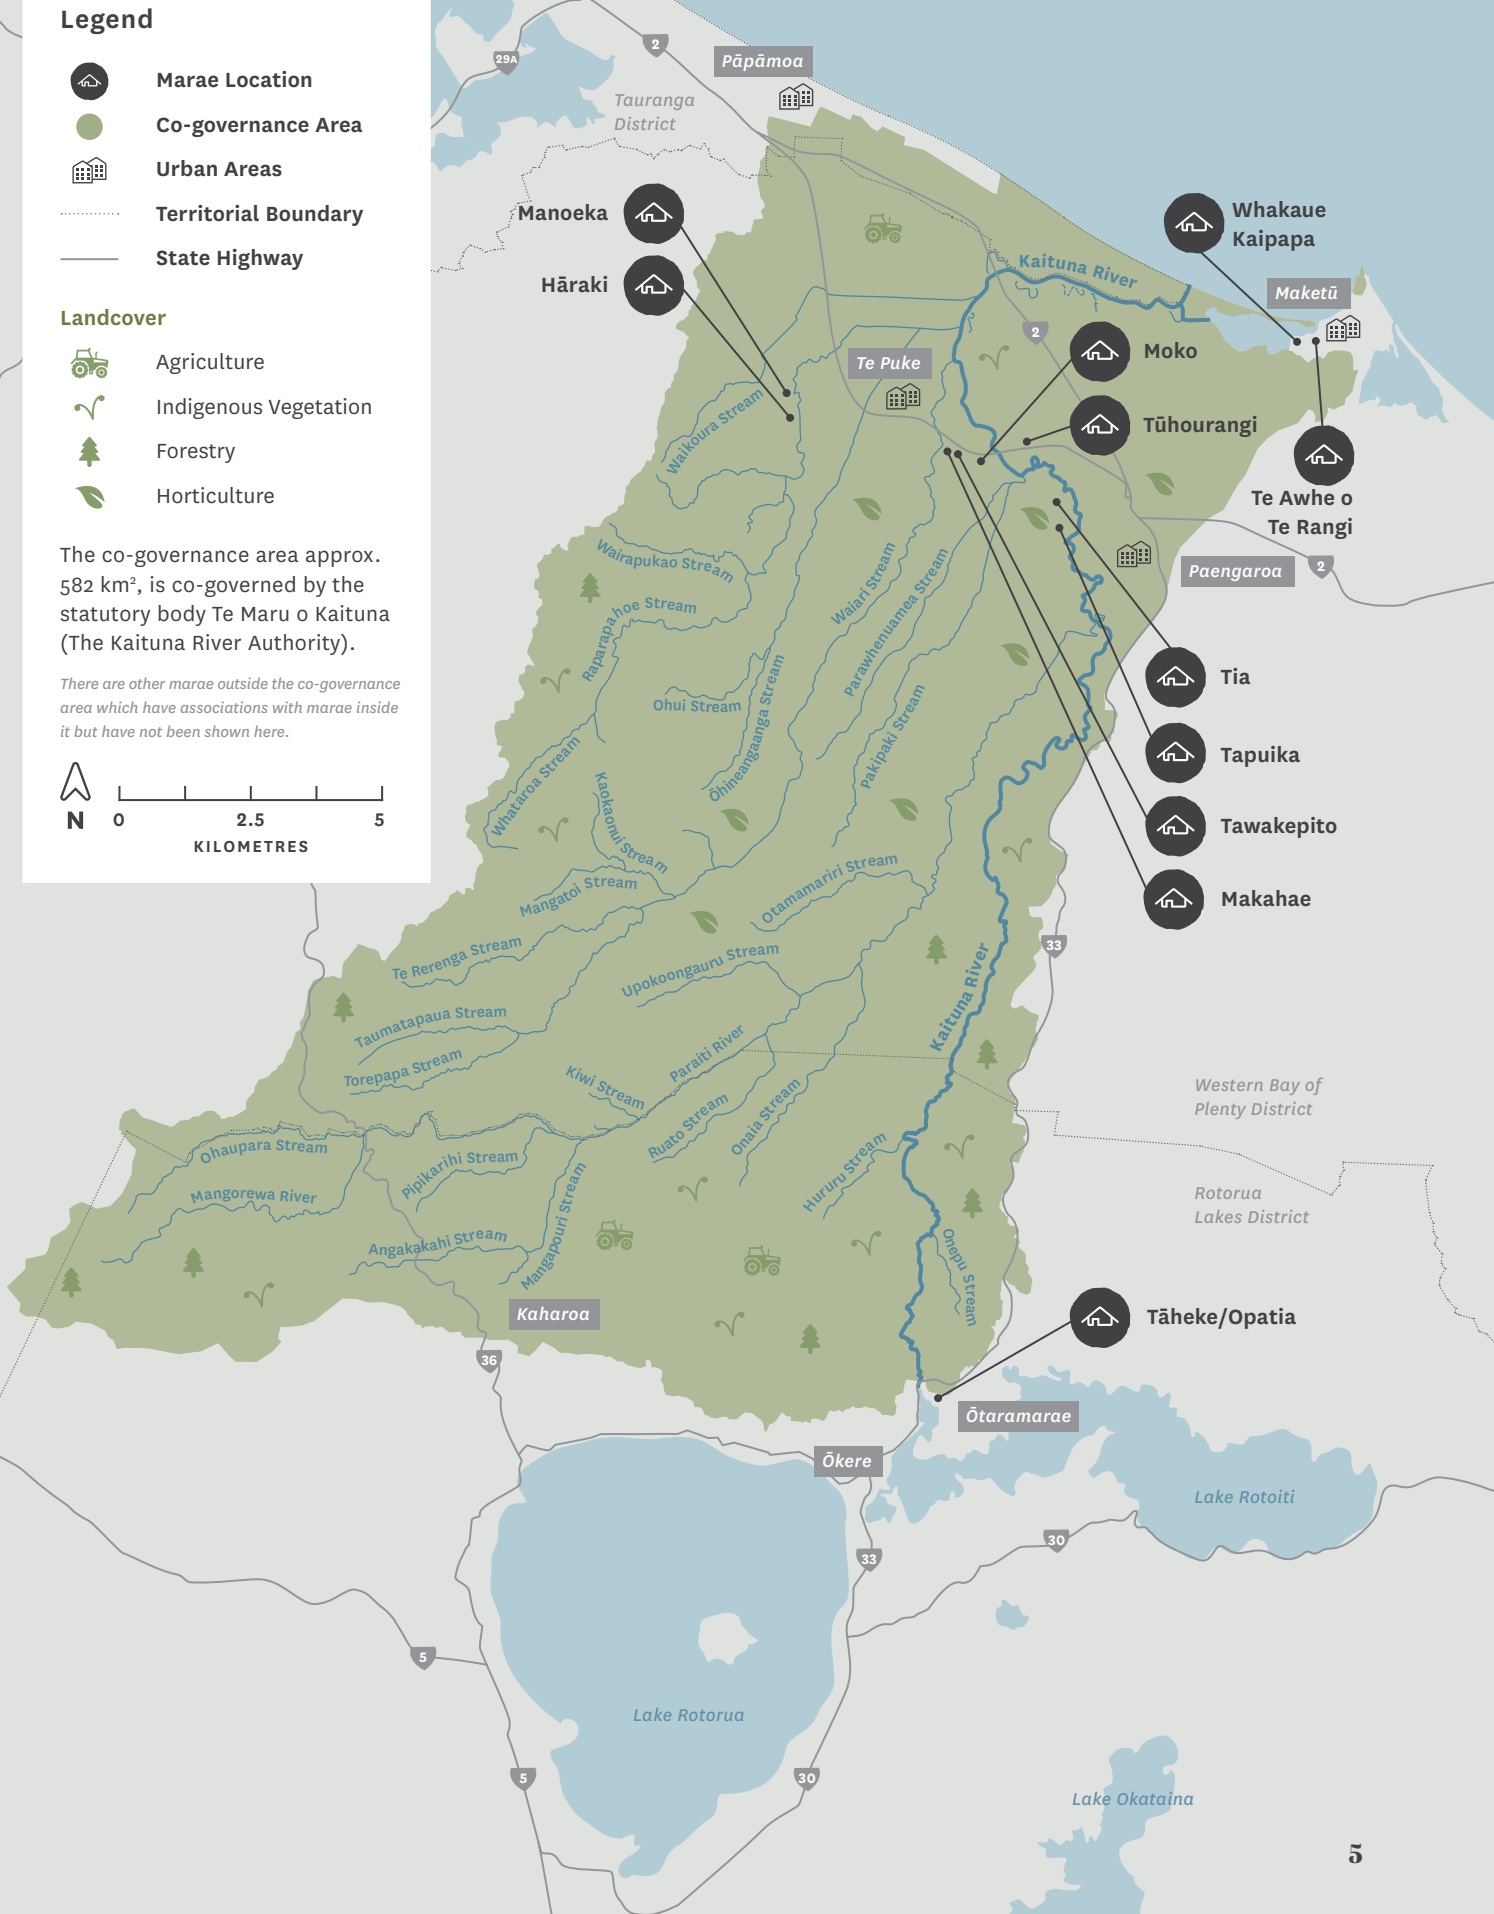 Legend
Marae Location
Co-governance Area
Urban Areas
Territorial Boundary
State Highway
Landcover
Agriculture
Indigenous Vegetation
Forestry
Horticulture
The co-governance area approx.
582 km², is co-governed by the
statutory body Te Maru o Kaituna
(The Kaituna River Authority).
There are other marae outside the co-governance
area which have associations with marae inside
it but have not been shown here.
N
0
2.5
5
KILOMETRES
29A
2
Pāpāmoa
Tauranga
District
Manoeka
Hāraki
Whakaue
Kaipapa
Kaituna River
Maketū
2
Moko
Te Puke
Tūhourangi
Waikoura Stream
Te Awhe o
Te Rangi
Wairapukao Stream
Paengaroa
2
Raparapahoe Stream
Waiari Stream
Parawhenuamea Stream
Tia
Ohui Stream
Ōhineangaanga Stream
Pakipaki Stream
Tapuika
Whataroa Stream
Kaokaonui Stream
Tawakepito
Mangatoi Stream
Otamamariri Stream
Makahae
Te Rerenga Stream
Upokoongauru Stream
33
Kaituna River
Taumatapaua Stream
Torepapa Stream
Kiwi Stream
Paraiti River
Western Bay of
Plenty District
Ruato Stream
Onaia Stream
Ohaupara Stream
Pipikarihi Stream
Hururu Stream
Mangorewa River
Rotorua
Lakes District
Angakakahi Stream
Mangapouri Stream
Onepu Stream
Kaharoa
Tāheke/Opatia
36
Ōtaramarae
Ōkere
Lake Rotoiti
33
30
5
Lake Rotorua
5
30
Lake Okataina
5